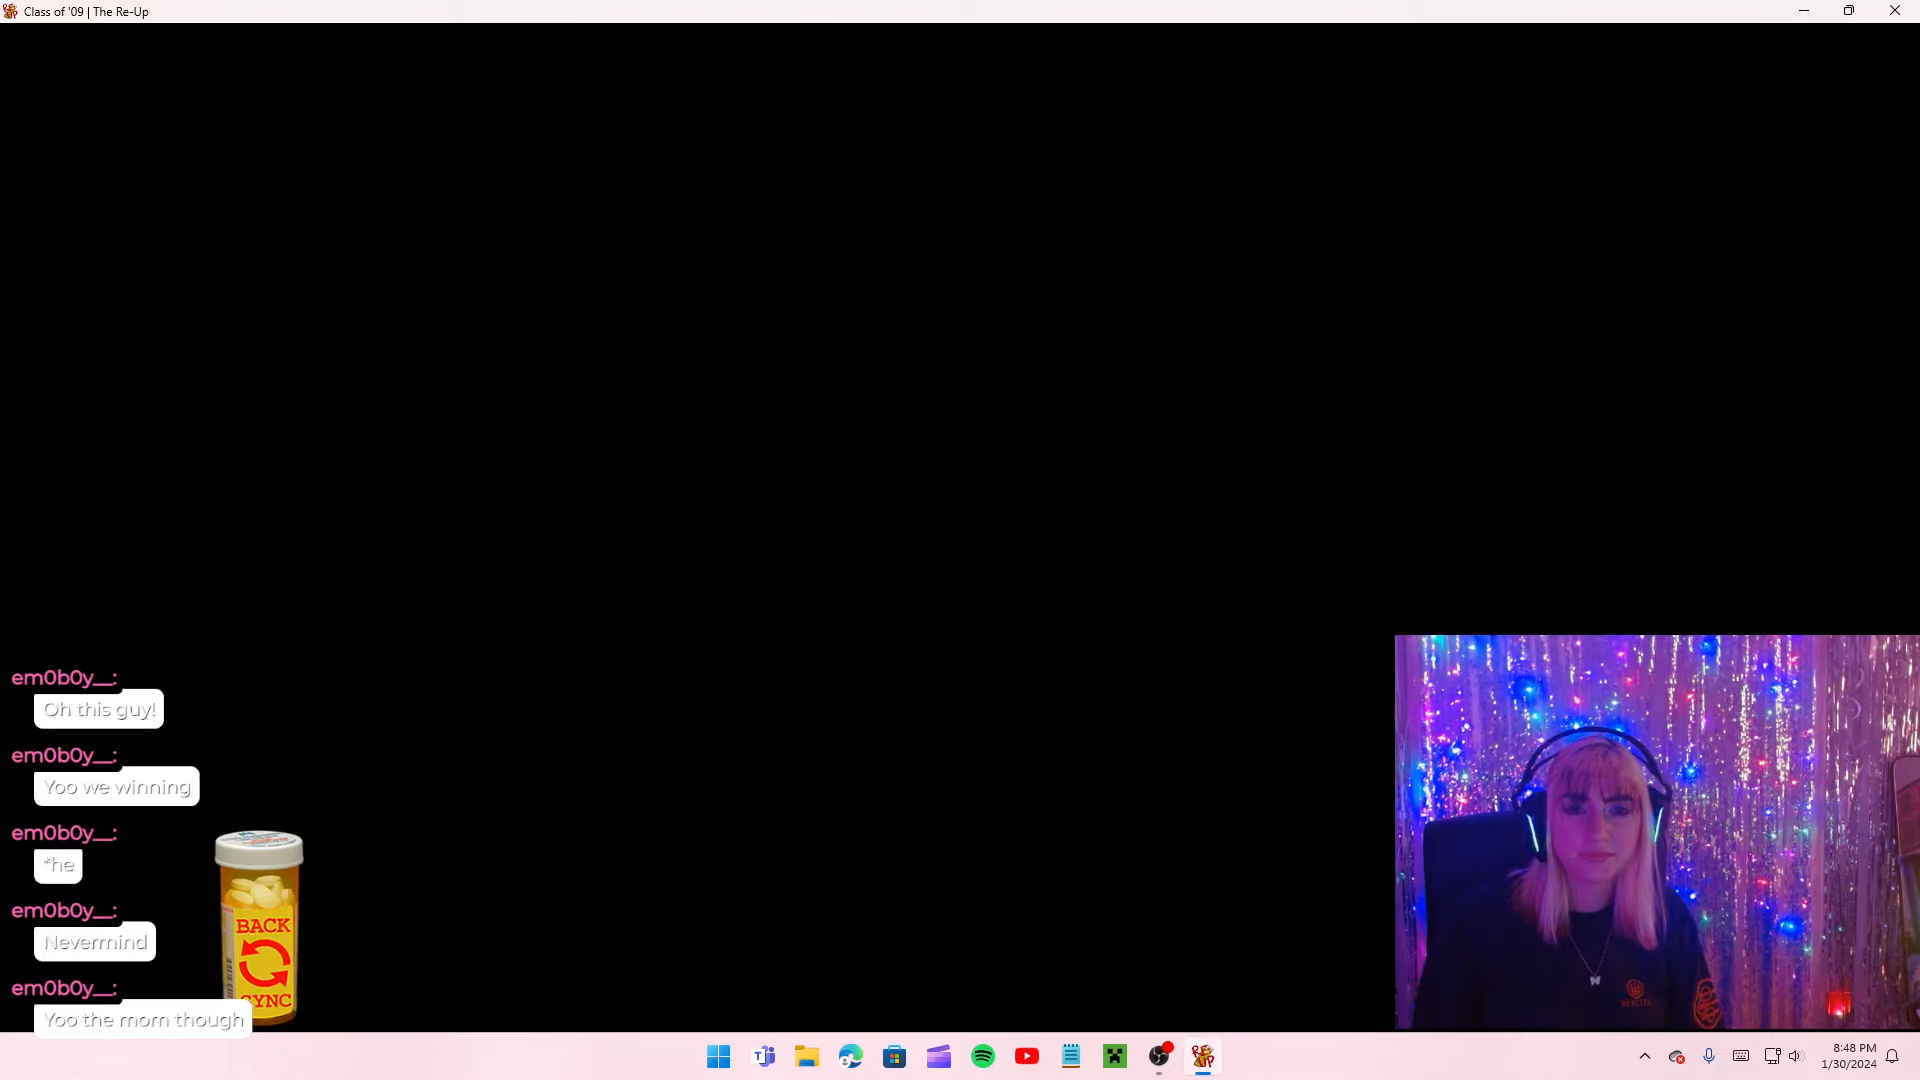 Class of '09 | The Re-Up
em0b0y__:
Oh this guy!
em0b0y__:
Yoo we winning
em0b0y__:
*he
em0b0y__:
Nevermind
em0b0y__:
Yoo the mom though
BACK
SYNC
8:48 PM
1/30/2024